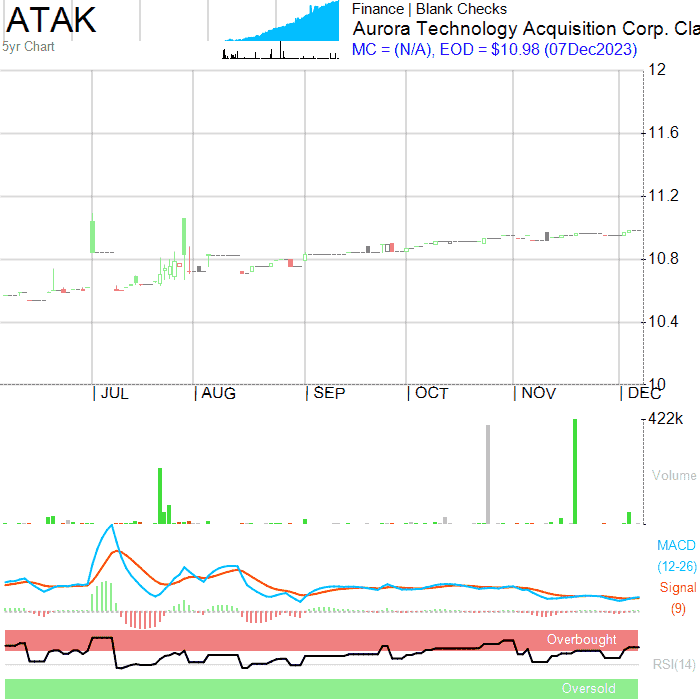 ATAK
5yr Chart
Finance | Blank Checks
Aurora Technology Acquisition Corp. Cla
MC = (N/A), EOD = $10.98 (07Dec2023)
12
11.6
11.2
10.8
10.4
10
| JUL | AUG | SEP | OCT | NOV | DEC
422k
Volume
MACD
(12-26)
Signal
(9)
Overbought
RSI(14)
Oversold